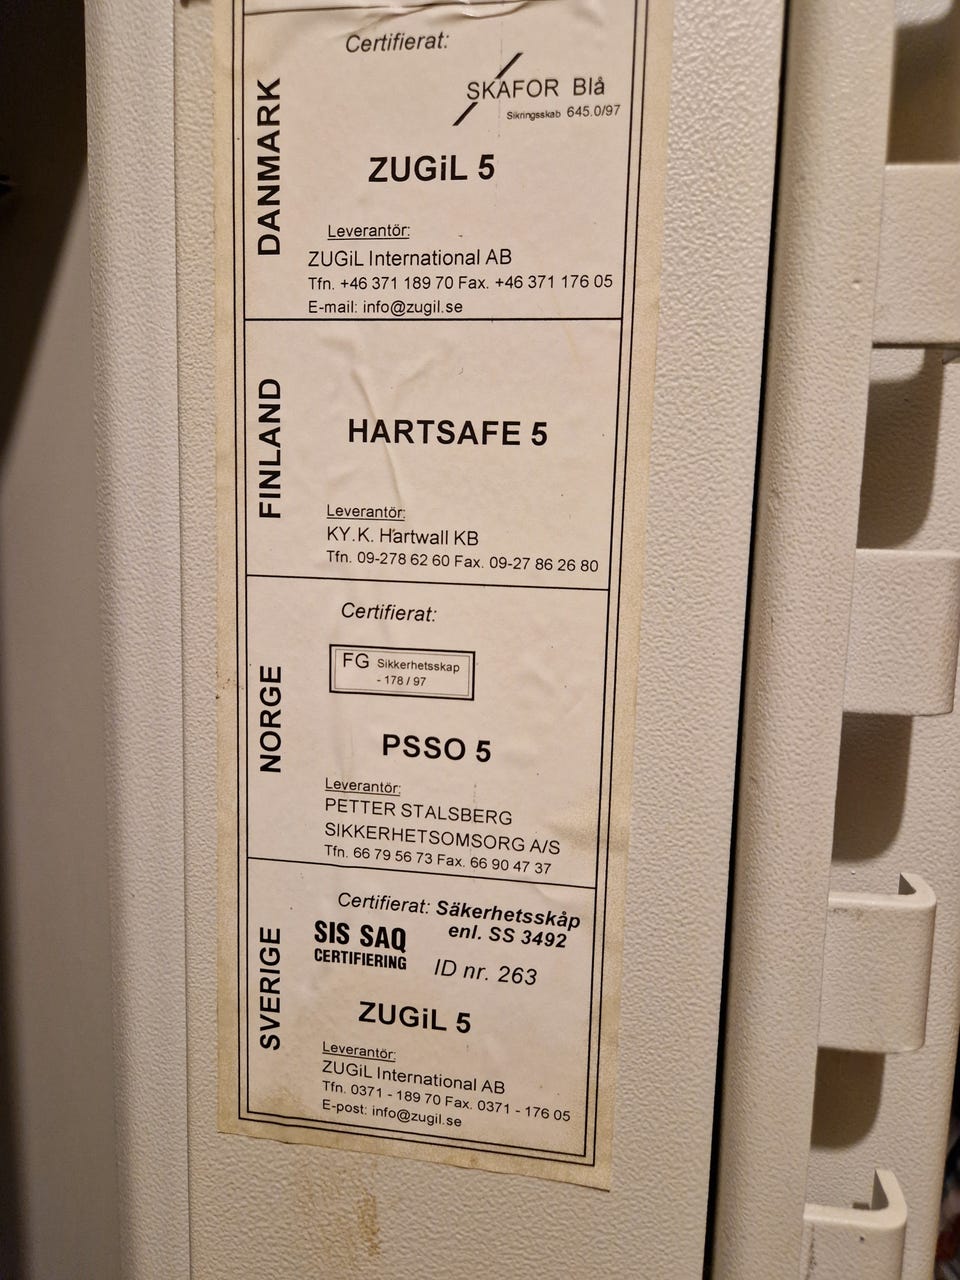 DANMARK
Certifierat:
SKAFOR Blå
Sikringsskab 645.0/97
ZUGiL 5
Leverantör:
ZUGiL International AB
Tfn. +46 371 189 70 Fax. +46 371 176 05
E-mail: info@zugil.se
FINLAND
HARTSAFE 5
Leverantör:
KY.K. Hartwall KB
Tfn. 09-278 62 60 Fax. 09-27 86 26 80
NORGE
Certifierat:
FG Sikkerhetsskap
- 178 / 97
PSSO 5
Leverantör:
PETTER STALSBERG
SIKKERHETSOMSORG A/S
Tfn. 66 79 56 73 Fax. 66 90 47 37
SVERIGE
Certifierat: Säkerhetsskåp
enl. SS 3492
SIS SAQ
CERTIFIERING
ID nr. 263
ZUGiL 5
Leverantör:
ZUGiL International AB
Tfn. 0371 - 189 70 Fax. 0371 - 176 05
E-post: info@zugil.se